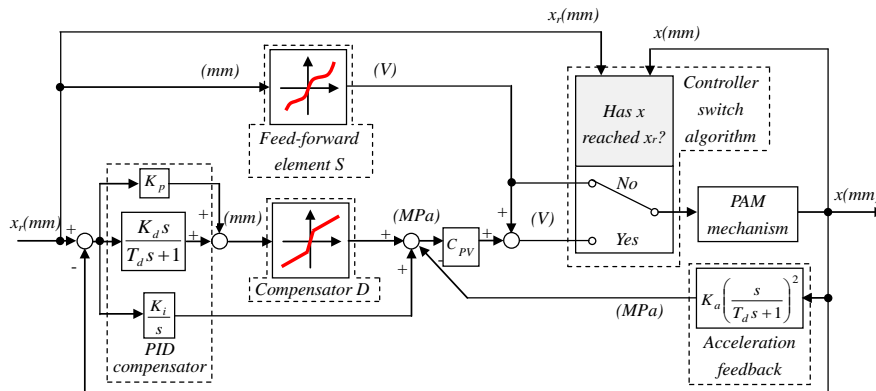 x_r(mm)
x(mm)
(mm)
(V)
Controller
switch
algorithm
Has x
reached x_r?
Feed-forward
element S
No
Yes
K_p
x_r(mm)
+
-
K_d s
T_d s+1
+
+
(mm)
Compensator D
(MPa)
+
+
-
C_PV
+
+
(V)
PAM
mechanism
x(mm)
K_i
s
PID
compensator
(MPa)
K_a(s/(T_d s+1))^2
Acceleration
feedback